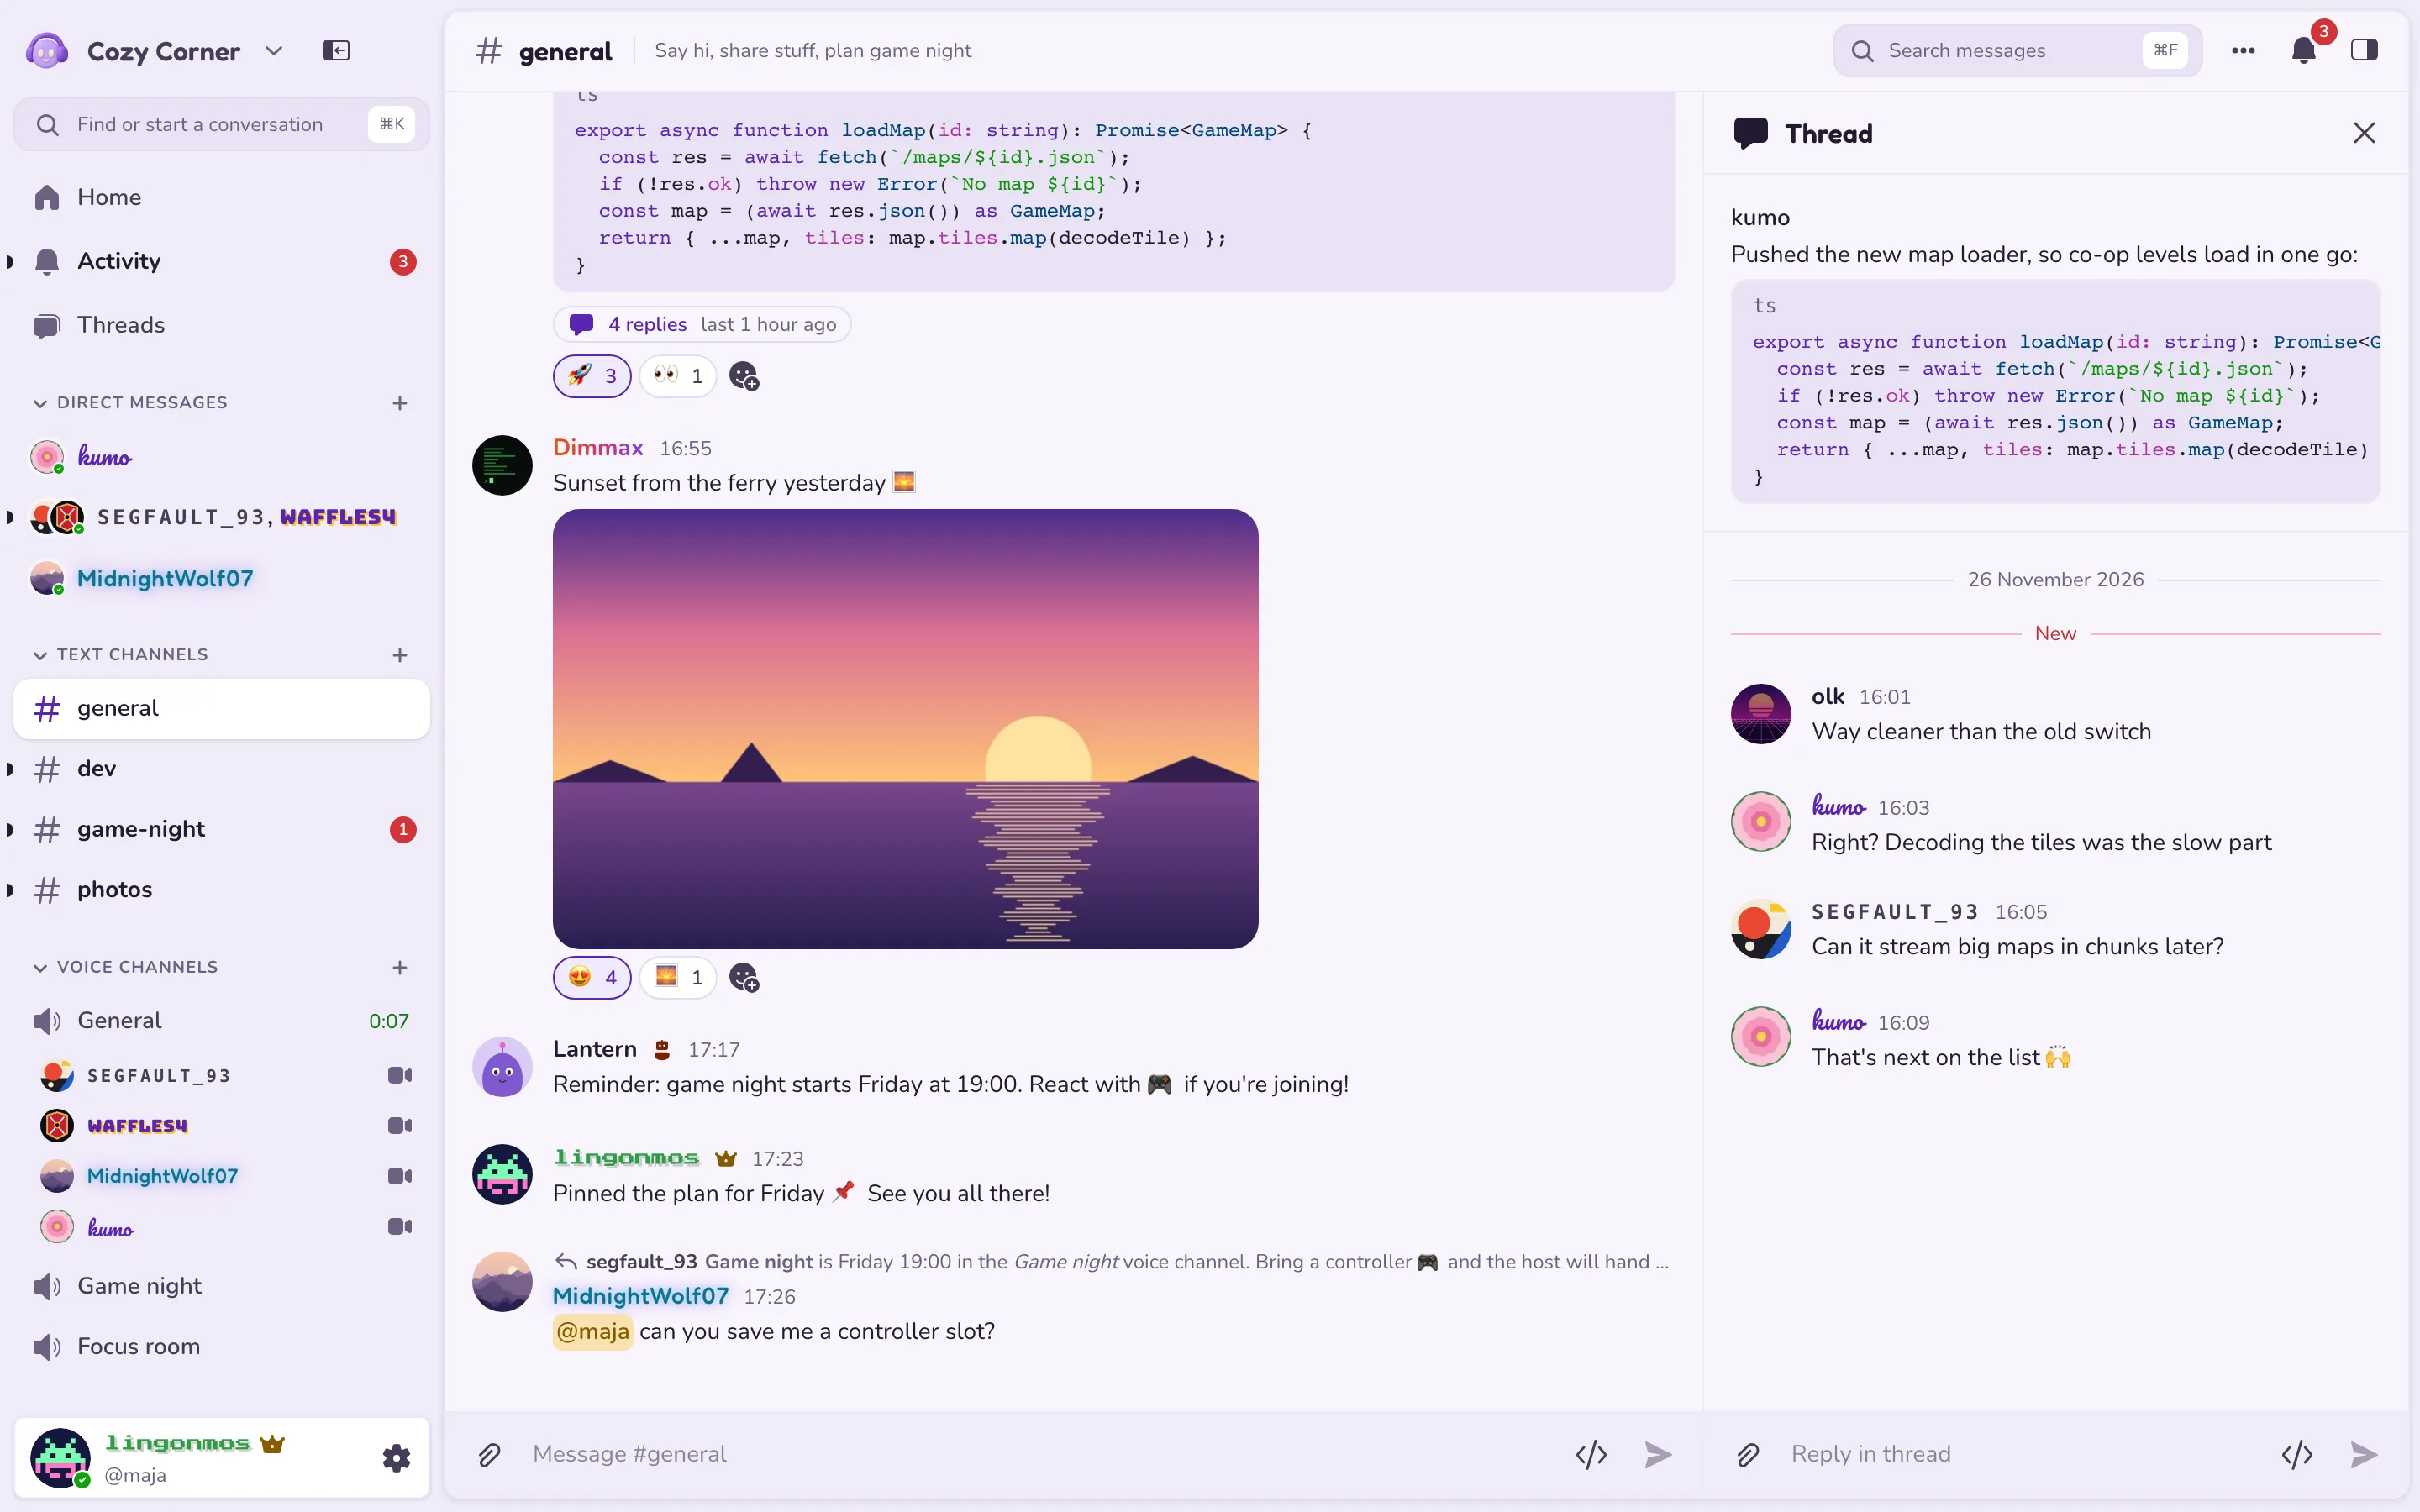 Cozy Corner
Find or start a conversation ⌘K
Home
Activity 3
Threads
DIRECT MESSAGES
kumo
SEGFAULT_93, WAFFLES4
MidnightWolf07
TEXT CHANNELS
general
dev
game-night 1
photos
VOICE CHANNELS
General 0:07
SEGFAULT_93
WAFFLES4
MidnightWolf07
kumo
Game night
Focus room
lingonmos
@maja
# general Say hi, share stuff, plan game night
Search messages ⌘F
3
ts
export async function loadMap(id: string): Promise<GameMap> {
const res = await fetch(`/maps/${id}.json`);
if (!res.ok) throw new Error(`No map ${id}`);
const map = (await res.json()) as GameMap;
return { ...map, tiles: map.tiles.map(decodeTile) };
}
4 replies last 1 hour ago
🚀 3 👀 1
Dimmax 16:55
Sunset from the ferry yesterday 🌅
😍 4 🌅 1
Lantern 17:17
Reminder: game night starts Friday at 19:00. React with 🎮 if you're joining!
lingonmos 17:23
Pinned the plan for Friday 📌 See you all there!
segfault_93 Game night is Friday 19:00 in the Game night voice channel. Bring a controller 🎮 and the host will hand ...
MidnightWolf07 17:26
@maja can you save me a controller slot?
Message #general
Thread
kumo
Pushed the new map loader, so co-op levels load in one go:
ts
export async function loadMap(id: string): Promise<G
const res = await fetch(`/maps/${id}.json`);
if (!res.ok) throw new Error(`No map ${id}`);
const map = (await res.json()) as GameMap;
return { ...map, tiles: map.tiles.map(decodeTile)
}
26 November 2026
New
olk 16:01
Way cleaner than the old switch
kumo 16:03
Right? Decoding the tiles was the slow part
SEGFAULT_93 16:05
Can it stream big maps in chunks later?
kumo 16:09
That's next on the list 🙌
Reply in thread